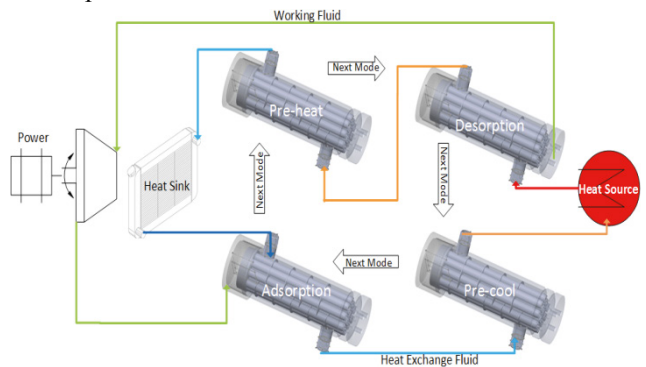 Working Fluid
Next Mode
Pre-heat
Desorption
Power
Heat Sink
Next Mode
Next Mode
Heat Source
Next Mode
Adsorption
Pre-cool
Heat Exchange Fluid